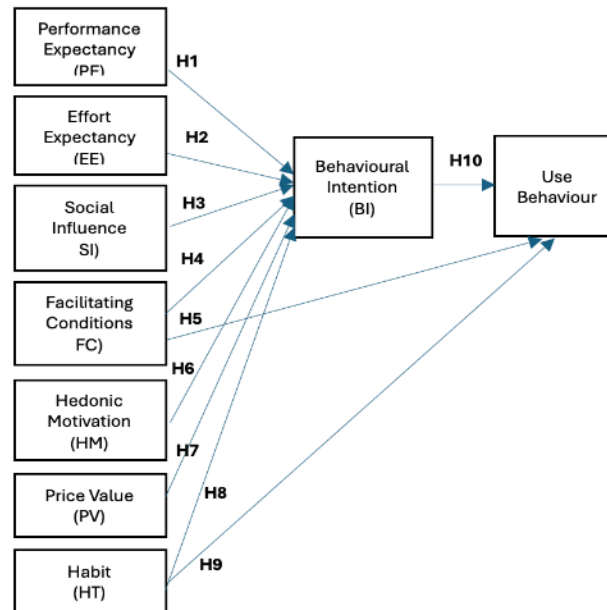 Performance
Expectancy
(PE)
H1
Effort
Expectancy
(EE)
H2
Social
Influence
SI)
H3
Facilitating
Conditions
FC)
H4
H5
Hedonic
Motivation
(HM)
H6
Price Value
(PV)
H7
Habit
(HT)
H8
H9
Behavioural
Intention
(BI)
H10
Use
Behaviour